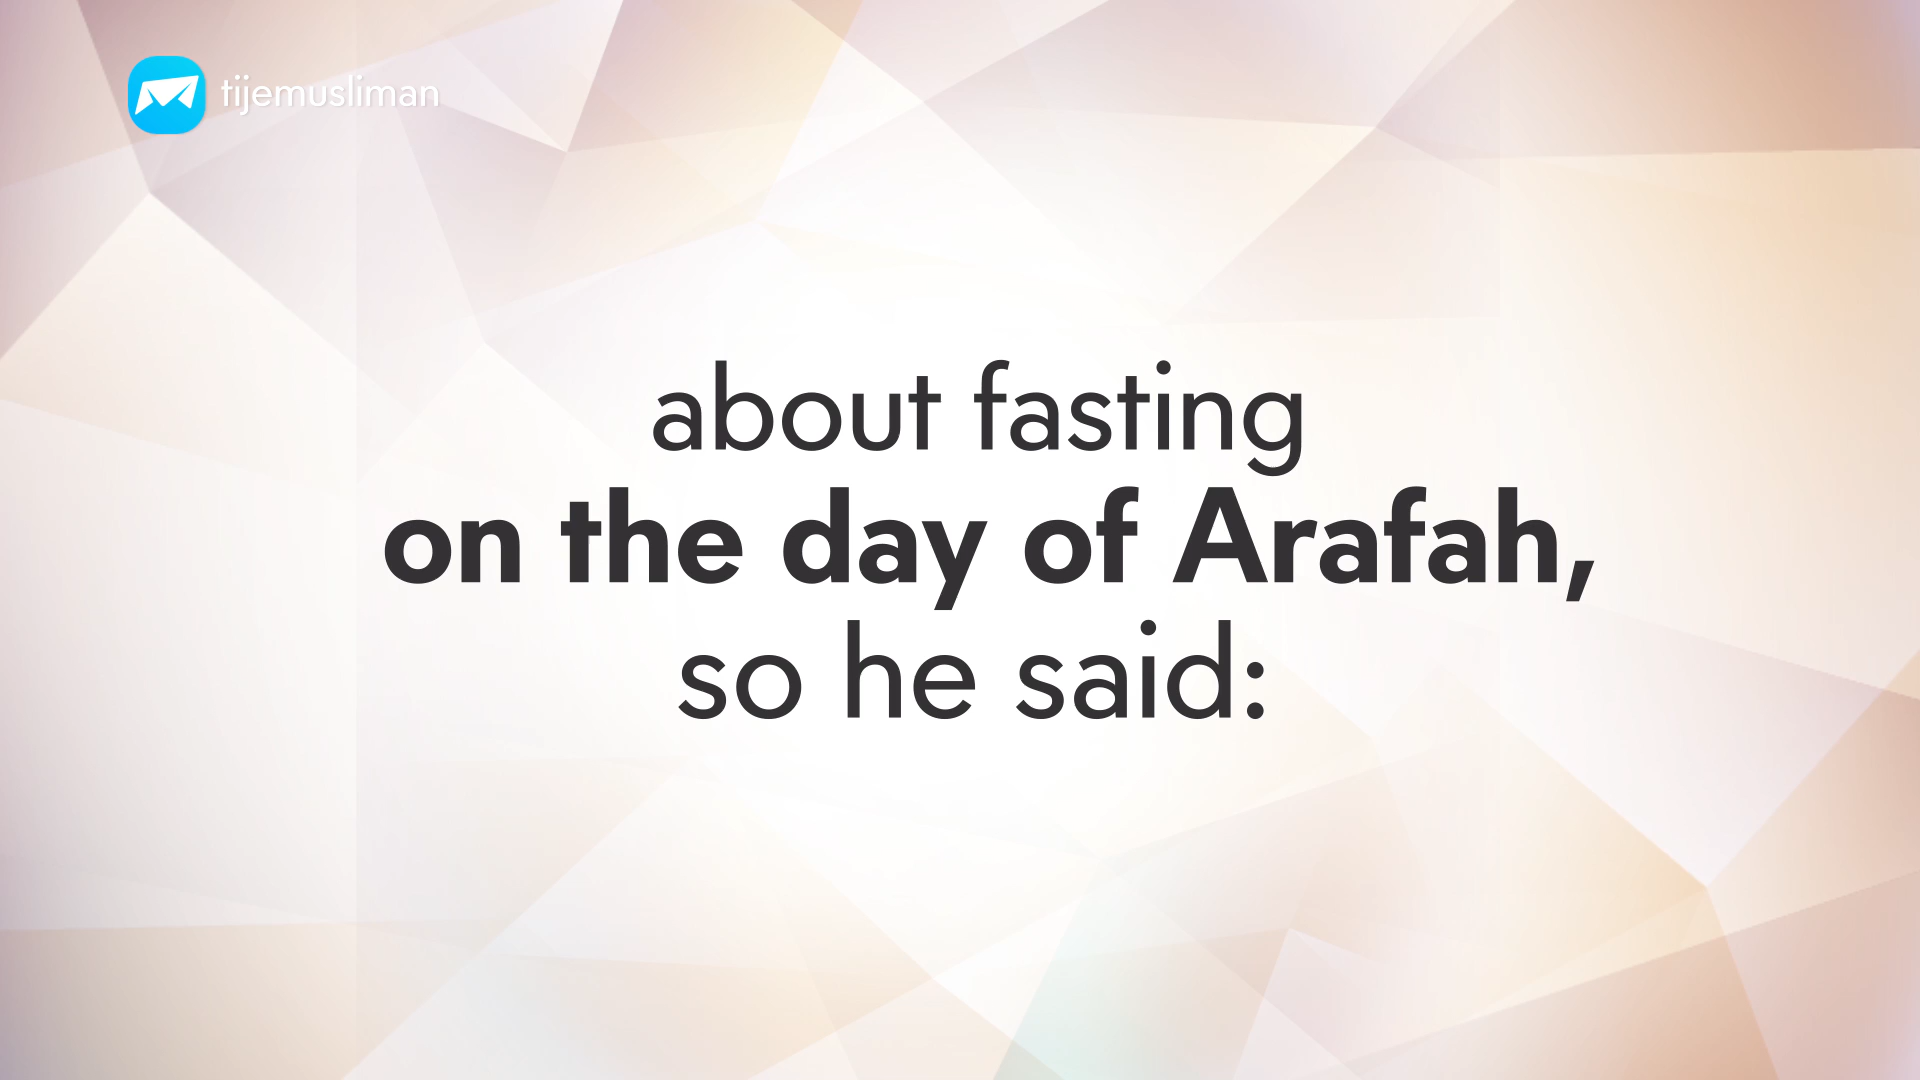 tijemusliman
about fasting
on the day of Arafah,
so he said: